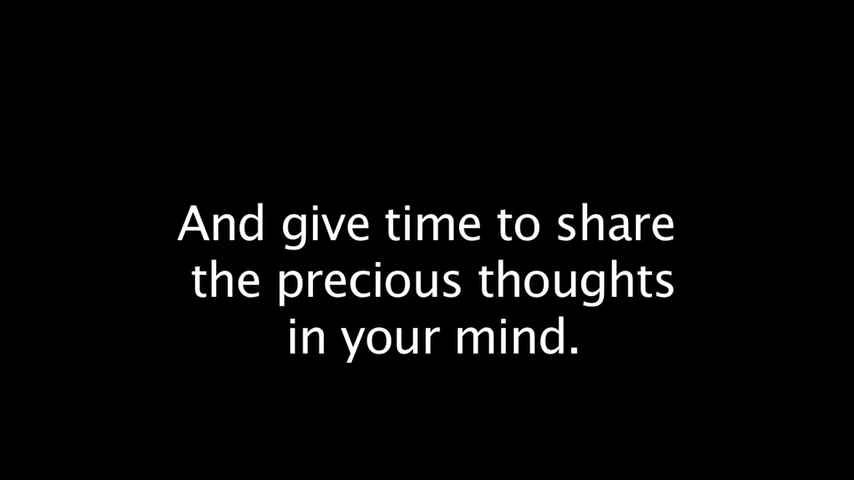 And give time to share
the precious thoughts
in your mind.